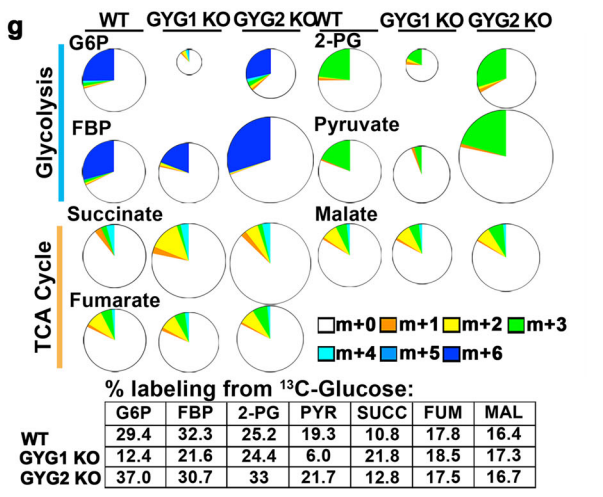 g
WT GYG1 KO GYG2 KO WT GYG1 KO GYG2 KO
G6P 2-PG
Glycolysis
FBP Pyruvate
Succinate Malate
TCA Cycle
Fumarate
m+0 m+1 m+2 m+3
m+4 m+5 m+6
% labeling from ¹³C-Glucose:
G6P FBP 2-PG PYR SUCC FUM MAL
WT 29.4 32.3 25.2 19.3 10.8 17.8 16.4
GYG1 KO 12.4 21.6 24.4 6.0 21.8 18.5 17.3
GYG2 KO 37.0 30.7 33 21.7 12.8 17.5 16.7